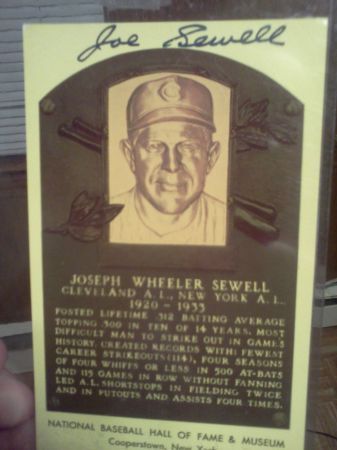 Joe Sewell
C
JOSEPH WHEELER SEWELL
CLEVELAND A.L., NEW YORK A.L.
1920 - 1933
POSTED LIFETIME .312 BATTING AVERAGE
TOPPING .300 IN TEN OF 14 YEARS. MOST
DIFFICULT MAN TO STRIKE OUT IN GAME'S
HISTORY. CREATED RECORDS WITH: FEWEST
CAREER STRIKEOUTS (114), FOUR SEASONS
OF FOUR WHIFFS OR LESS IN 500 AT-BATS
AND 115 GAMES IN ROW WITHOUT FANNING
LED A.L. SHORTSTOPS IN FIELDING TWICE
AND IN PUTOUTS AND ASSISTS FOUR TIMES.
NATIONAL BASEBALL HALL OF FAME & MUSEUM
Cooperstown, New York